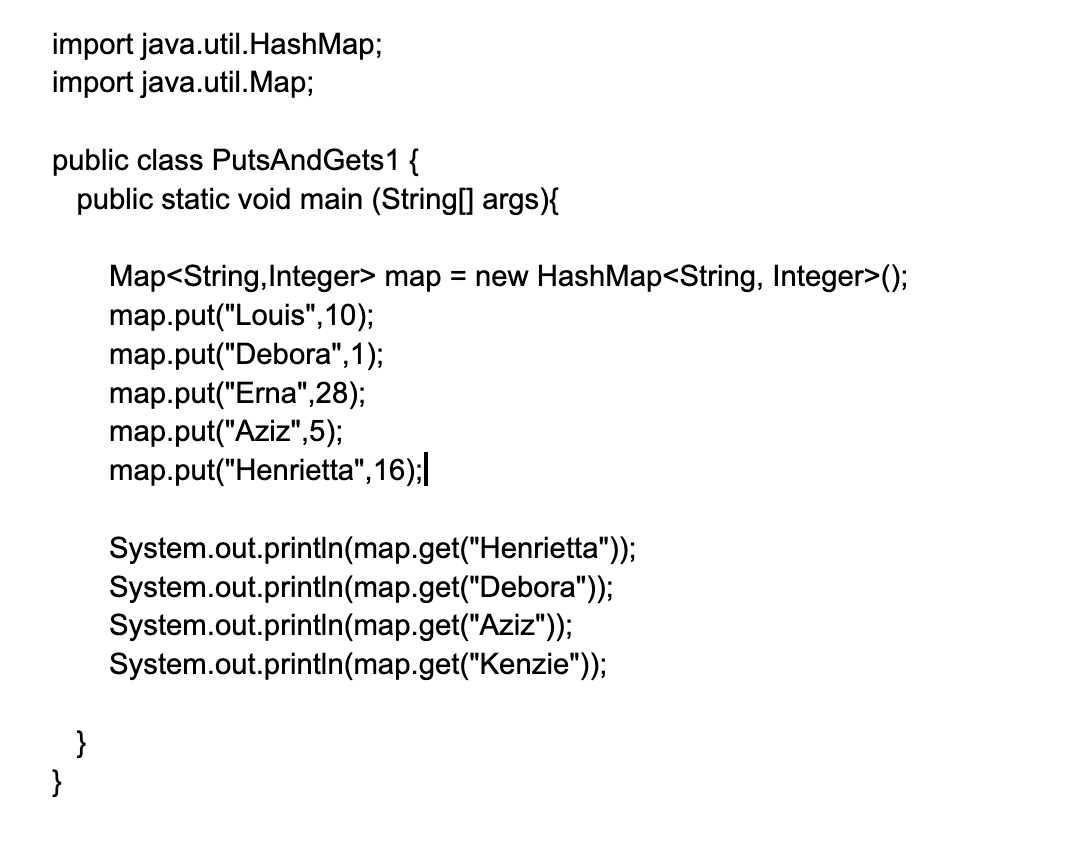 import java.util.HashMap;
import java.util.Map;
public class PutsAndGets1 {
public static void main (String[] args){
Map<String,Integer> map = new HashMap<String, Integer>();
map.put("Louis",10);
map.put("Debora",1);
map.put("Erna",28);
map.put("Aziz",5);
map.put("Henrietta",16);
System.out.println(map.get("Henrietta"));
System.out.println(map.get("Debora"));
System.out.println(map.get("Aziz"));
System.out.println(map.get("Kenzie"));
}
}